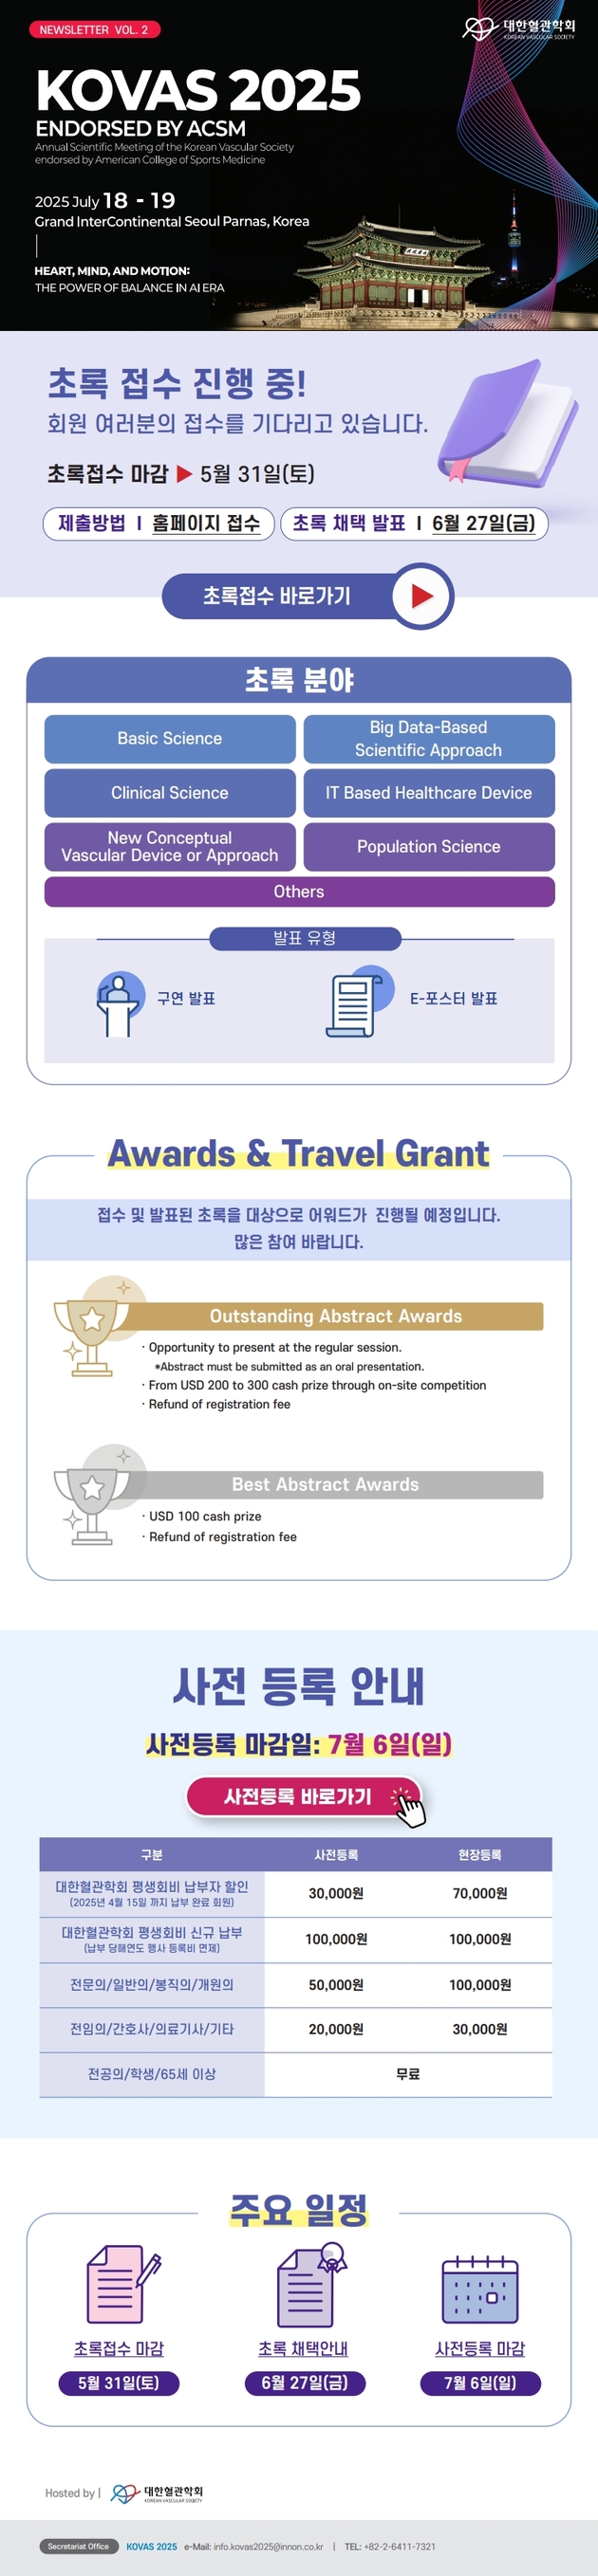 NEWSLETTER VOL. 2
대한혈관학회
KOREAN VASCULAR SOCIETY
KOVAS 2025
ENDORSED BY ACSM
Annual Scientific Meeting of the Korean Vascular Society
endorsed by American College of Sports Medicine
2025 July 18 - 19
Grand InterContinental Seoul Parnas, Korea
HEART, MIND, AND MOTION:
THE POWER OF BALANCE IN AI ERA
초록 접수 진행 중!
회원 여러분의 접수를 기다리고 있습니다.
초록접수 마감 ▶ 5월 31일(토)
제출방법 I 홈페이지 접수
초록 채택 발표 I 6월 27일(금)
초록접수 바로가기
초록 분야
Basic Science
Big Data-Based
Scientific Approach
Clinical Science
IT Based Healthcare Device
New Conceptual
Vascular Device or Approach
Population Science
Others
발표 유형
구연 발표
E-포스터 발표
Awards & Travel Grant
접수 및 발표된 초록을 대상으로 어워드가 진행될 예정입니다.
많은 참여 바랍니다.
Outstanding Abstract Awards
· Opportunity to present at the regular session.
*Abstract must be submitted as an oral presentation.
· From USD 200 to 300 cash prize through on-site competition
· Refund of registration fee
Best Abstract Awards
· USD 100 cash prize
· Refund of registration fee
사전 등록 안내
사전등록 마감일: 7월 6일(일)
사전등록 바로가기
구분 사전등록 현장등록
대한혈관학회 평생회비 납부자 할인
(2025년 4월 15일 까지 납부 완료 회원)
30,000원 70,000원
대한혈관학회 평생회비 신규 납부
(납부 당해연도 행사 등록비 면제)
100,000원 100,000원
전문의/일반의/봉직의/개원의 50,000원 100,000원
전임의/간호사/의료기사/기타 20,000원 30,000원
전공의/학생/65세 이상 무료
주요 일정
초록접수 마감
5월 31일(토)
초록 채택안내
6월 27일(금)
사전등록 마감
7월 6일(일)
Hosted by |
대한혈관학회
KOREAN VASCULAR SOCIETY
Secretariat Office KOVAS 2025 e-Mail: info.kovas2025@innon.co.kr | TEL: +82-2-6411-7321